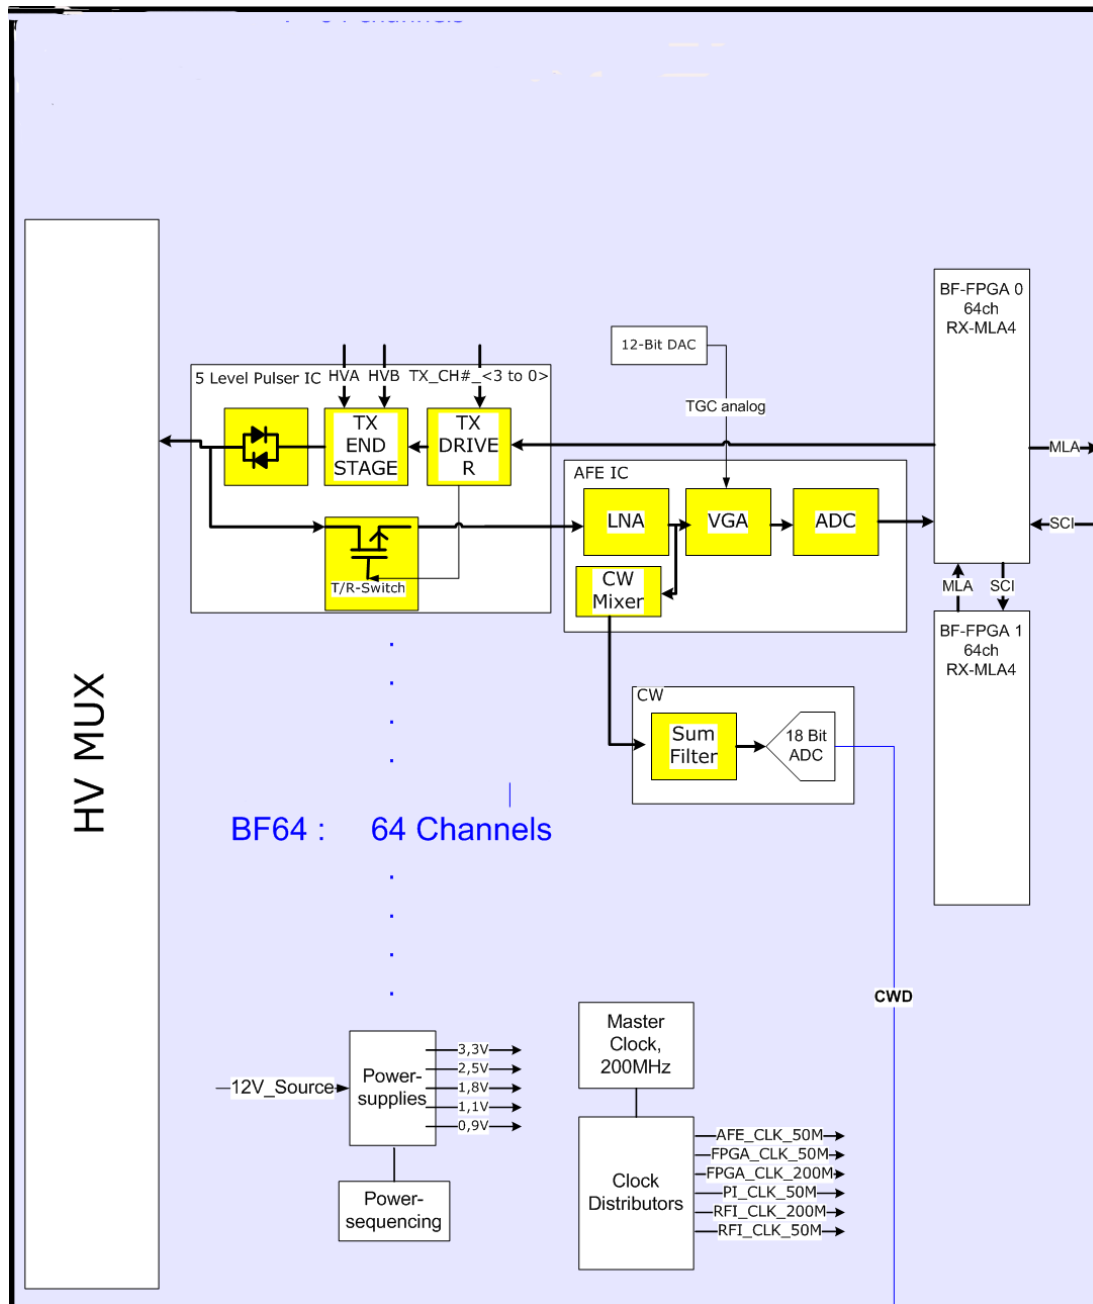 BF-FPGA 0
64ch
RX-MLA4
12-Bit DAC
5 Level Pulser IC
HVA
HVB
TX_CH#_<3 to 0>
TGC analog
TX
END
STAGE
TX
DRIVE
R
MLA
AFE IC
LNA
VGA
ADC
SCI
T/R-Switch
CW
Mixer
MLA
SCI
BF-FPGA 1
64ch
RX-MLA4
HV MUX
CW
Sum
Filter
18 Bit
ADC
BF64 : 64 Channels
CWD
Master
Clock,
200MHz
12V_Source
Power-
supplies
3,3V
2,5V
1,8V
1,1V
0,9V
Power-
sequencing
Clock
Distributors
AFE_CLK_50M
FPGA_CLK_50M
FPGA_CLK_200M
PI_CLK_50M
RFI_CLK_200M
RFI_CLK_50M